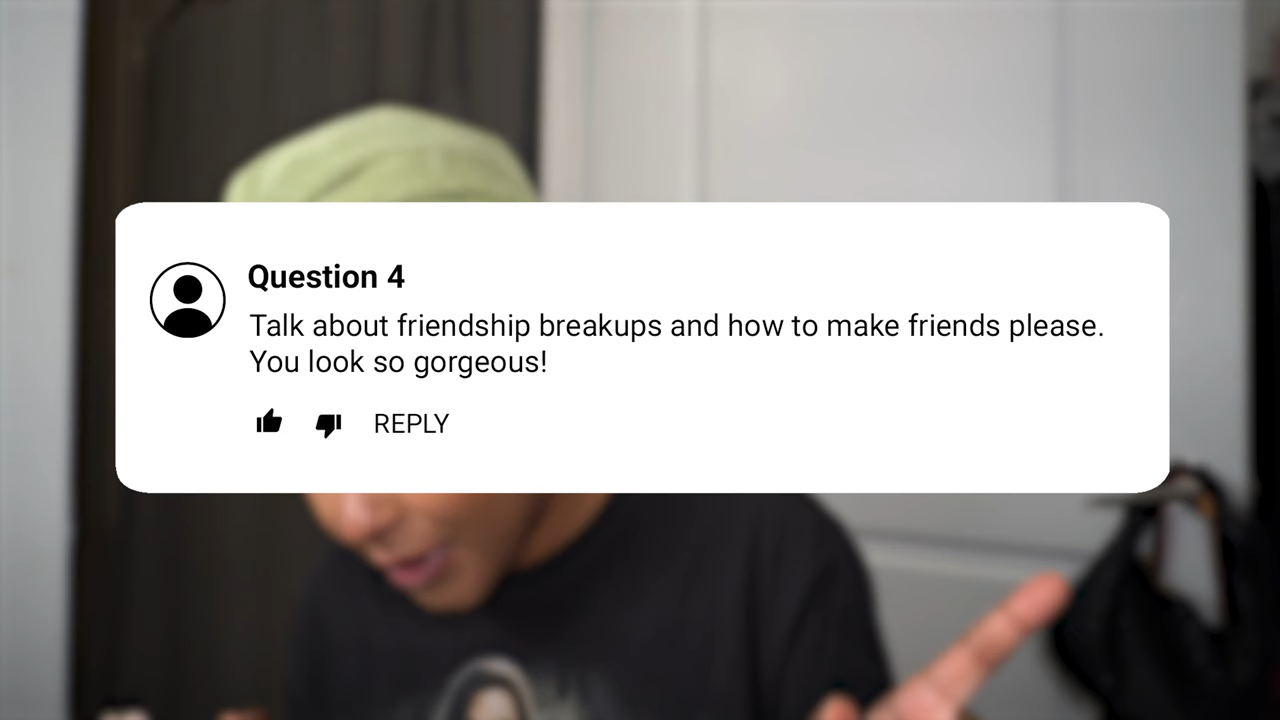 Question 4
Talk about friendship breakups and how to make friends please.
You look so gorgeous!
REPLY